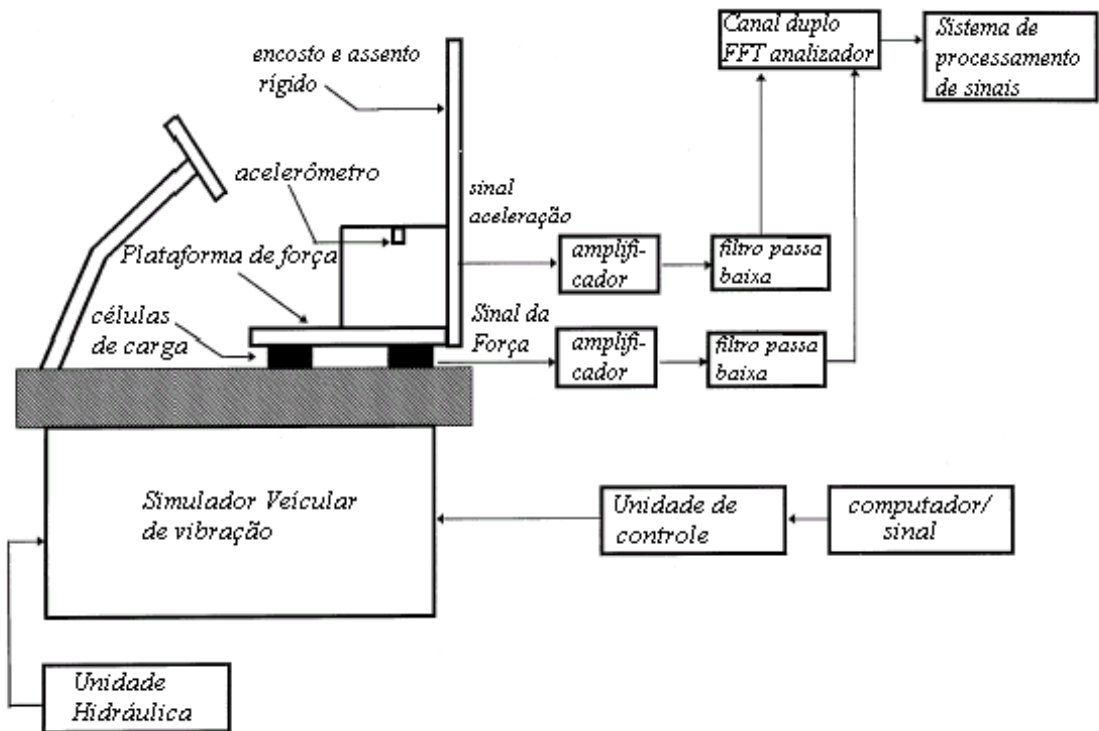 encosto e assento
rígido
acelerômetro
Plataforma de força
células
de carga
sinal
aceleração
Sinal da
Força
amplifi-
cador
filtro passa
baixa
amplifi-
cador
filtro passa
baixa
Canal duplo
FFT analizador
Sistema de
processamento
de sinais
Simulador Veícular
de vibração
Unidade de
controle
computador/
sinal
Unidade
Hidráulica